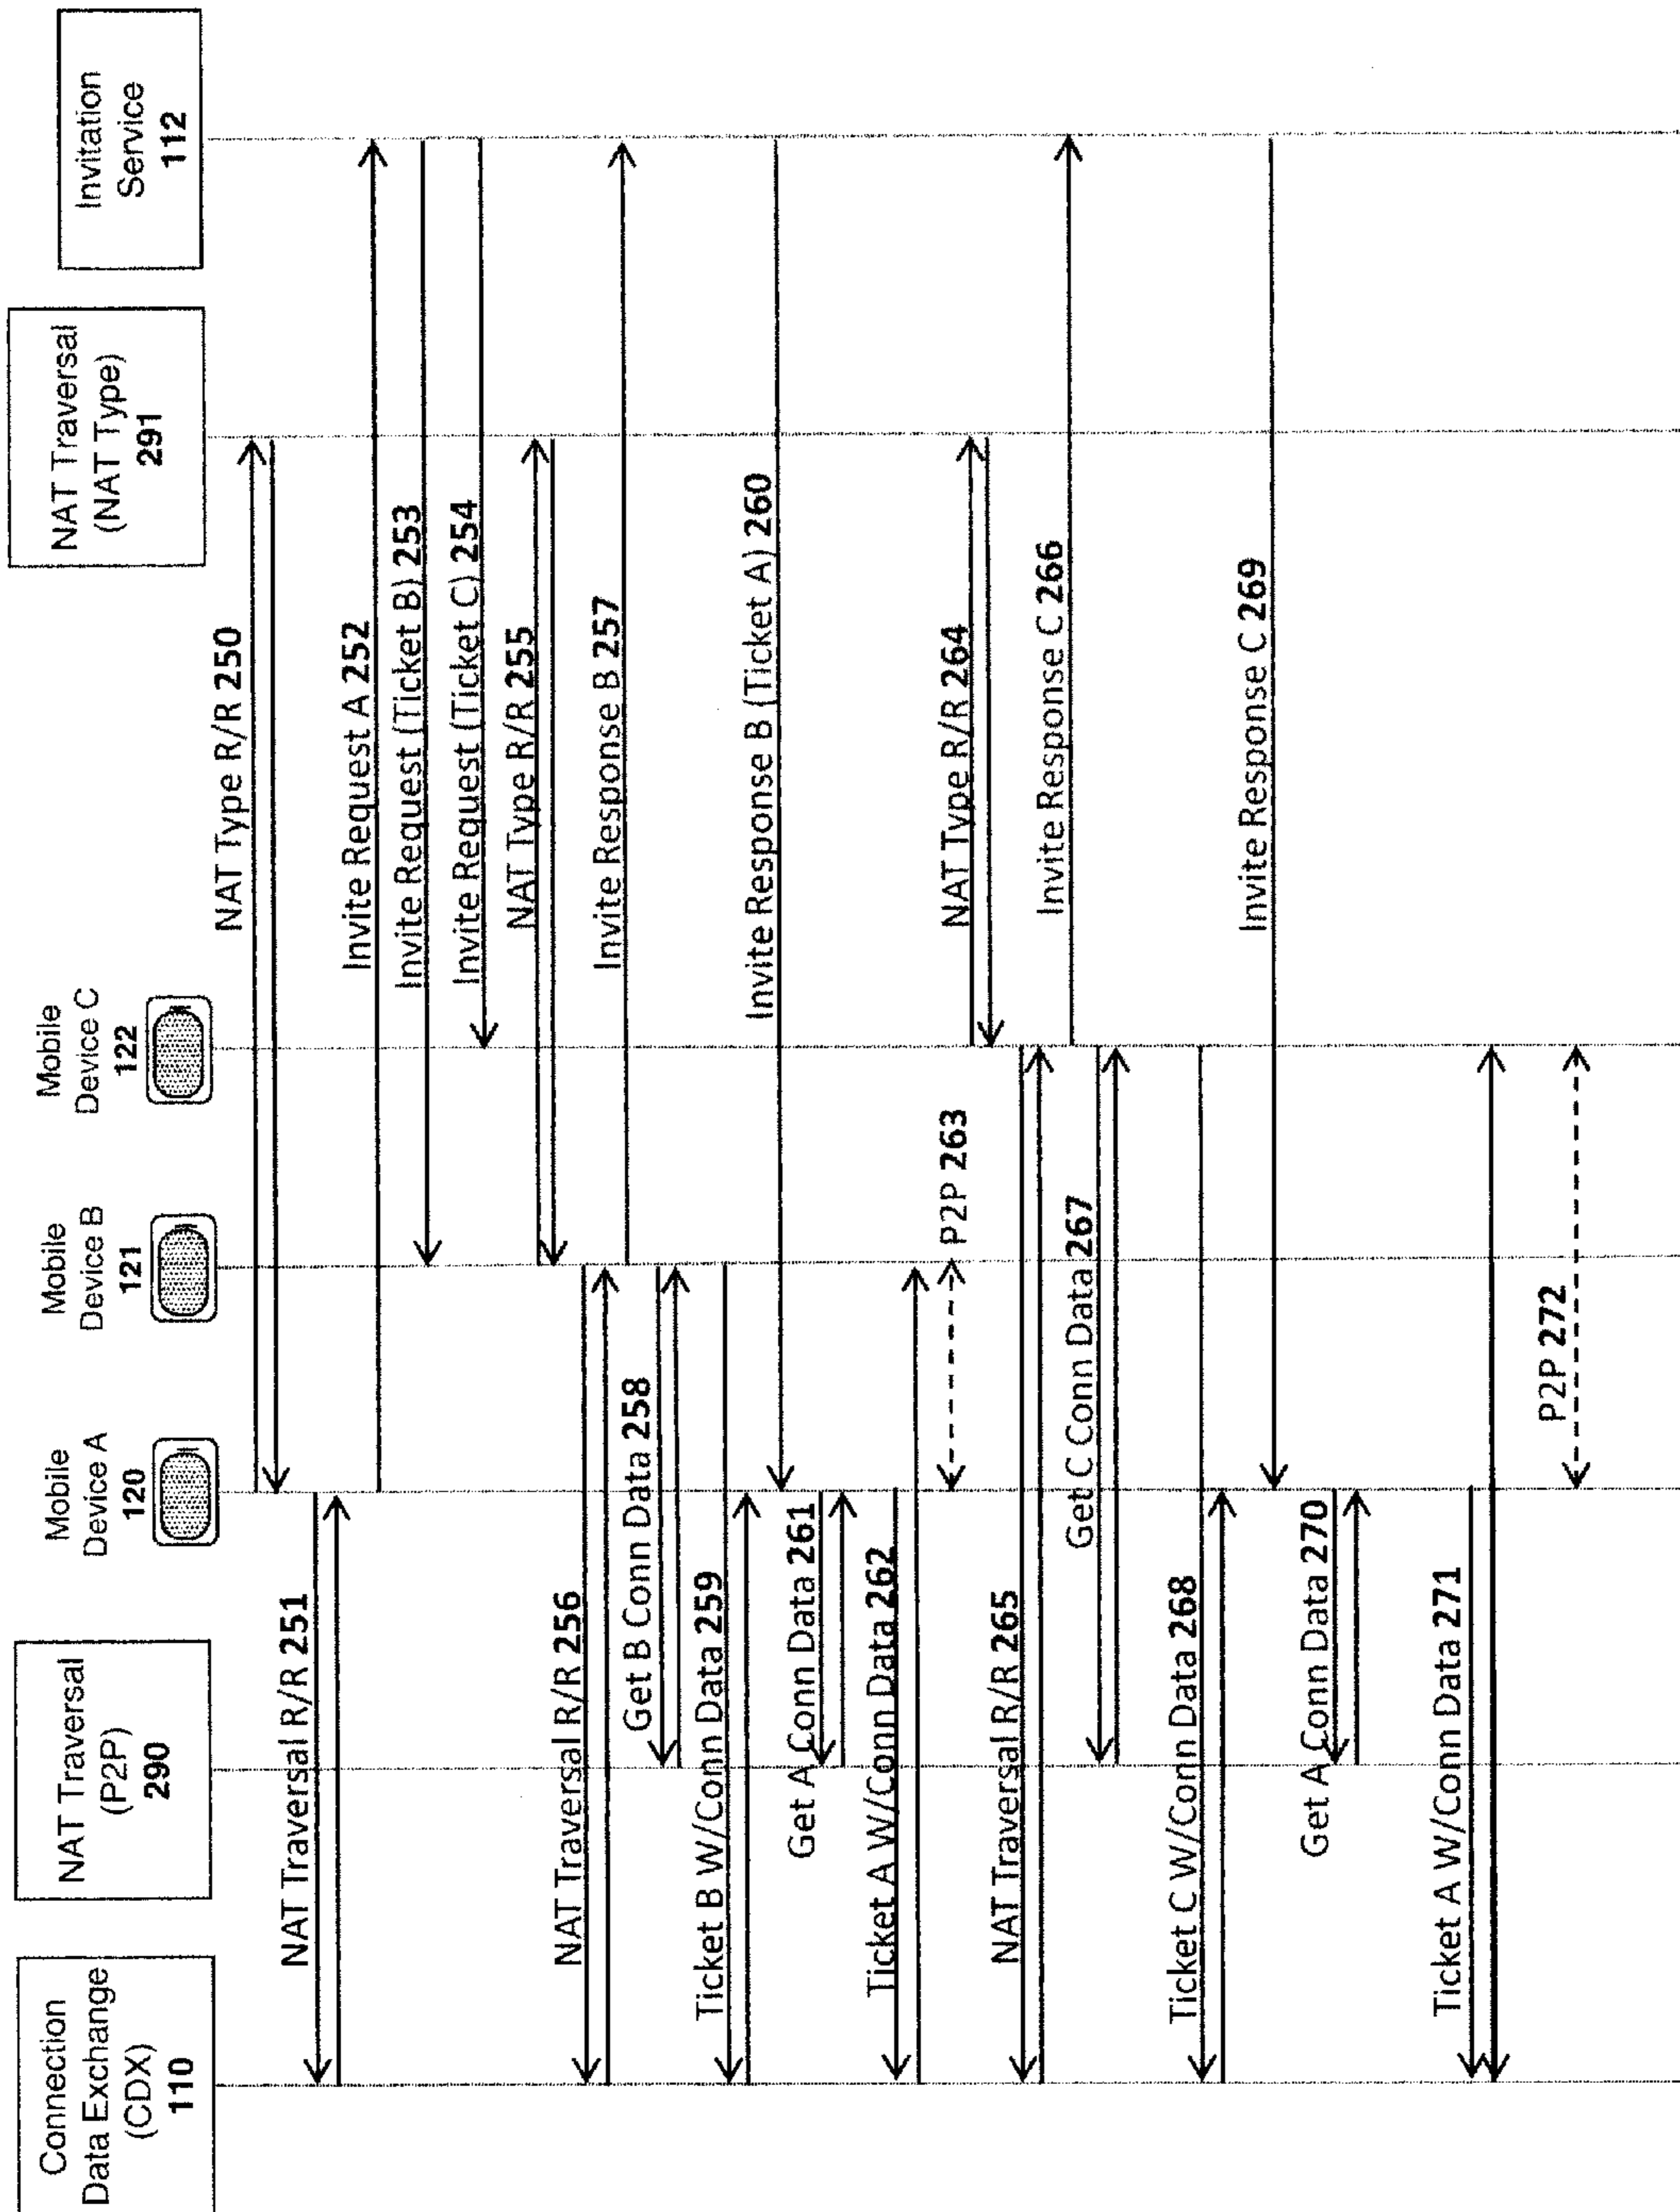 Connection
Data Exchange
(CDX)
110
NAT Traversal
(P2P)
290
Mobile
Device A
120
Mobile
Device B
121
Mobile
Device C
122
NAT Traversal
(NAT Type)
291
Invitation
Service
112
NAT Type R/R 250
NAT Traversal R/R 251
Invite Request A 252
Invite Request (Ticket B) 253
Invite Request (Ticket C) 254
NAT Type R/R 255
NAT Traversal R/R 256
Invite Response B 257
Get B Conn Data 258
Ticket B W/Conn Data 259
Invite Response B (Ticket A) 260
Get A Conn Data 261
Ticket A W/Conn Data 262
P2P 263
NAT Type R/R 264
NAT Traversal R/R 265
Invite Response C 266
Get C Conn Data 267
Ticket C W/Conn Data 268
Invite Response C 269
Get A Conn Data 270
Ticket A W/Conn Data 271
P2P 272